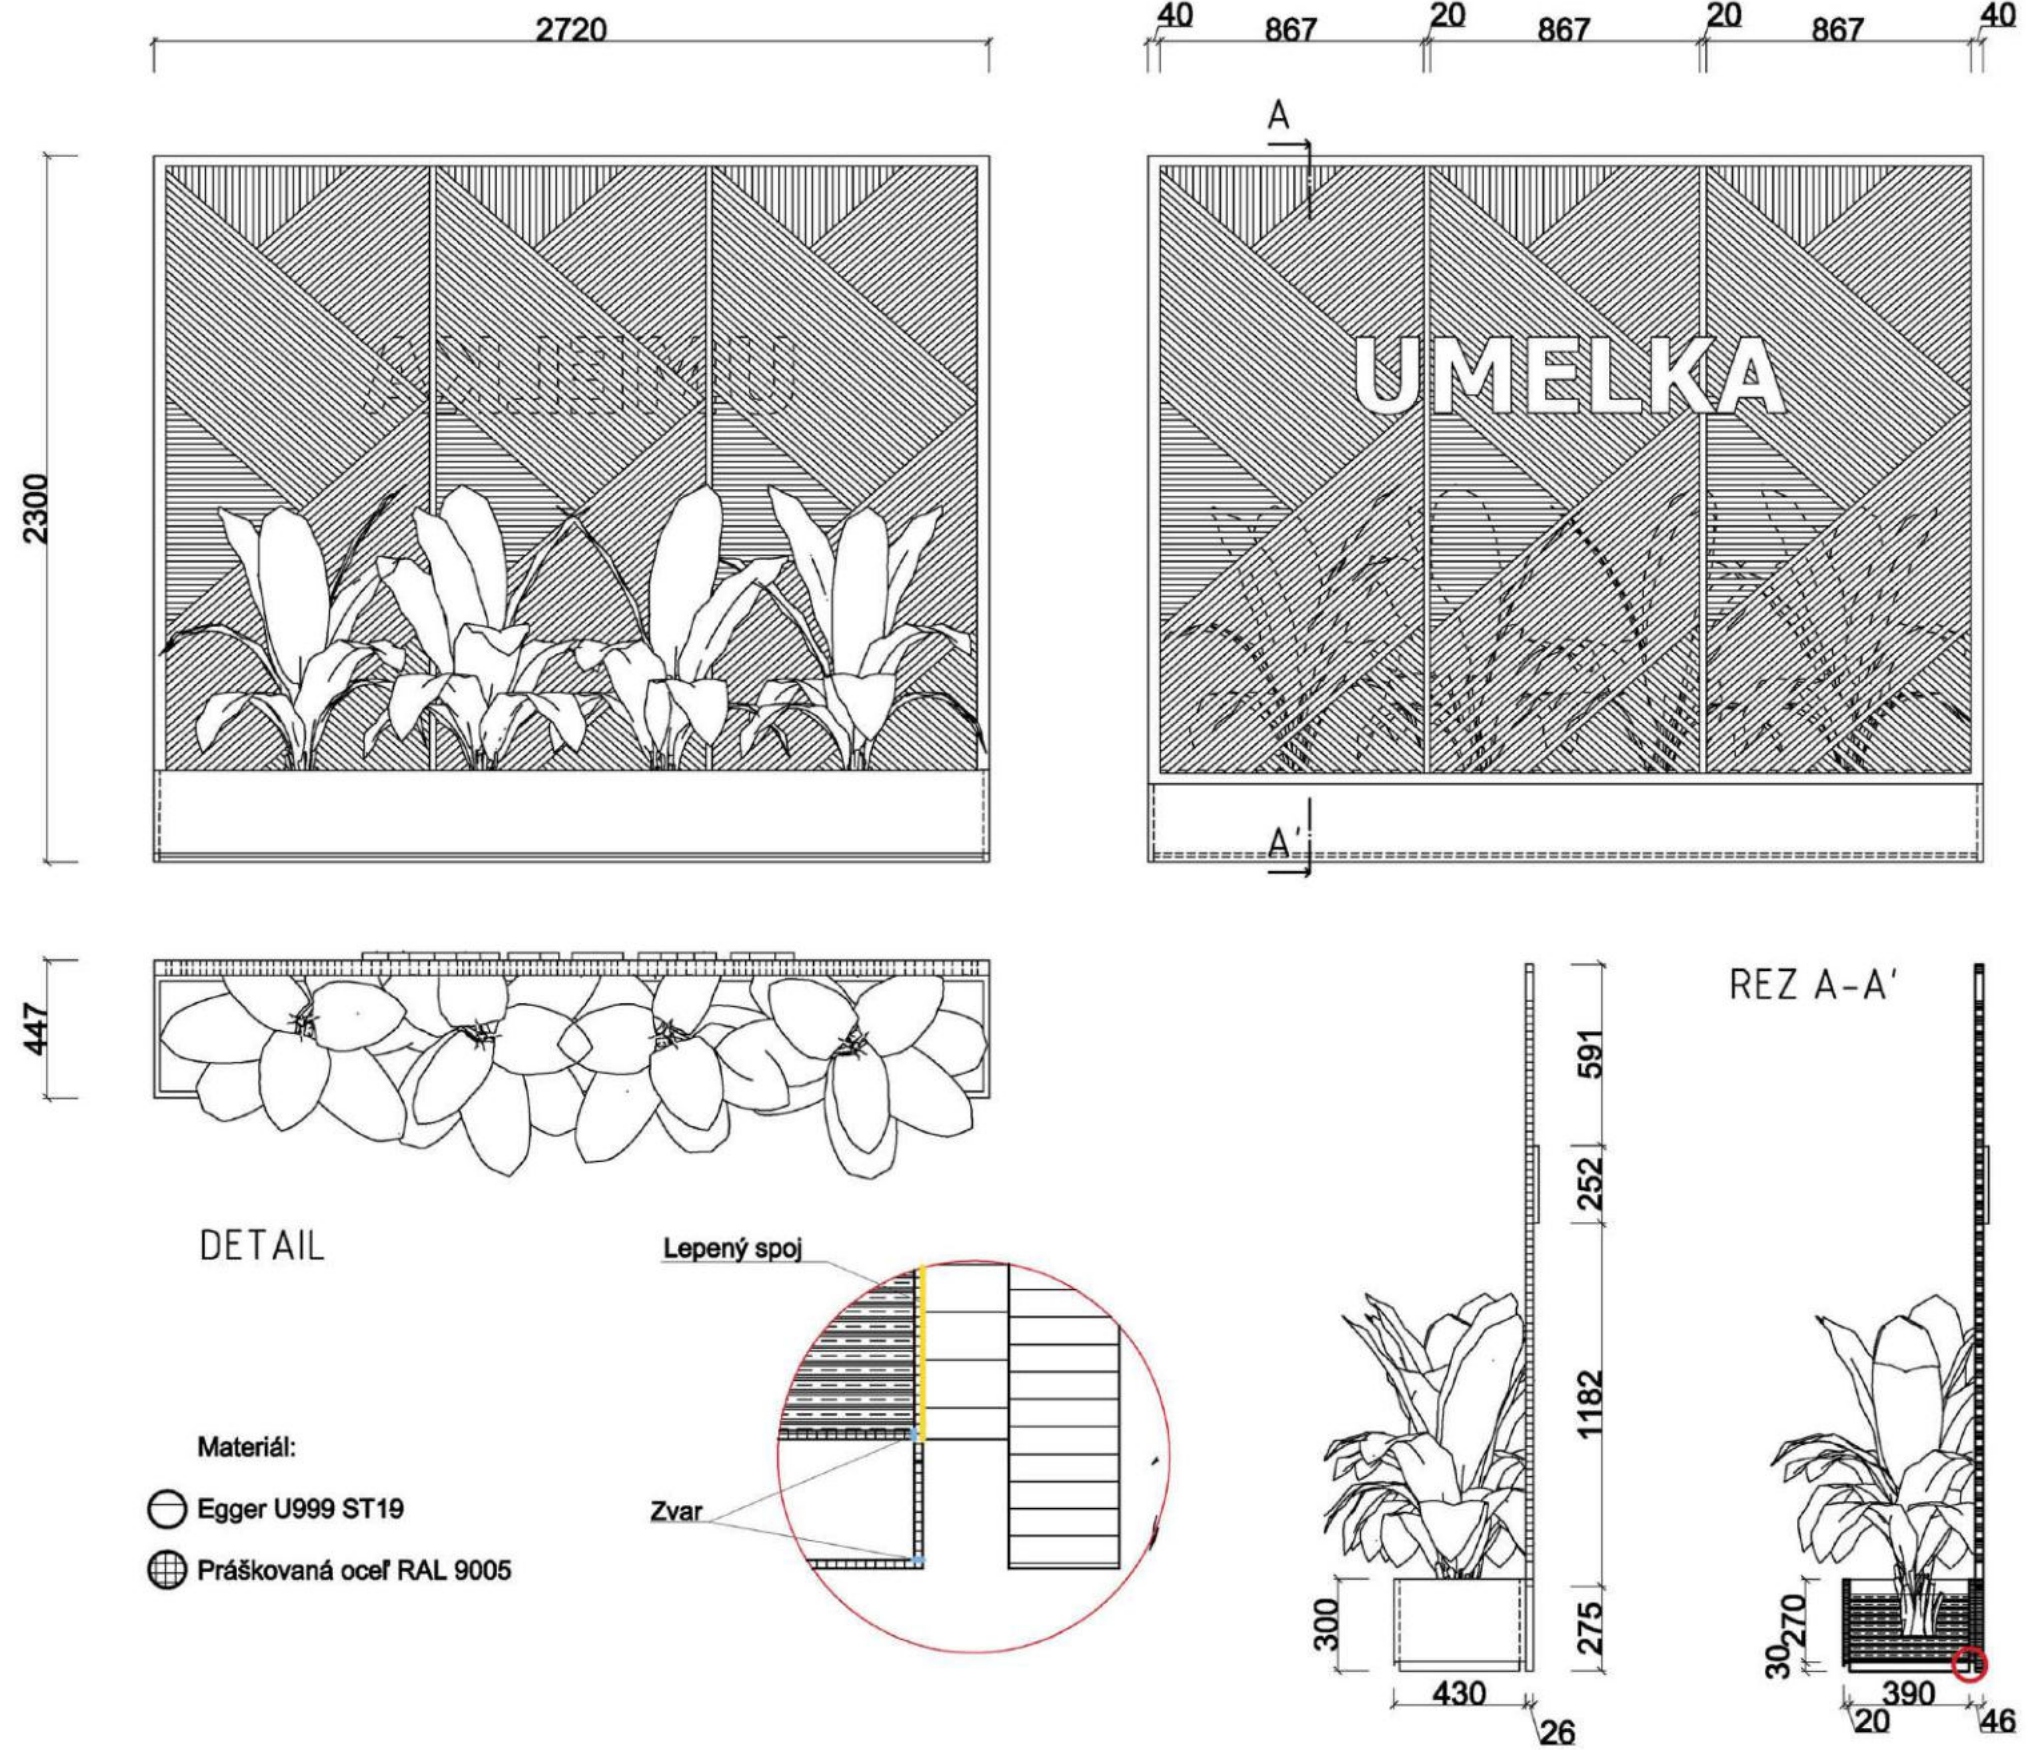 2720
40
867
20
867
20
867
40
A
2300
UMELKA
A'
447
591
REZ A-A'
252
DETAIL
Lepený spoj
1182
Materiál:
Egger U999 ST19
Zvar
Práškovaná oceľ RAL 9005
300
275
270
30
430
26
390
20
46